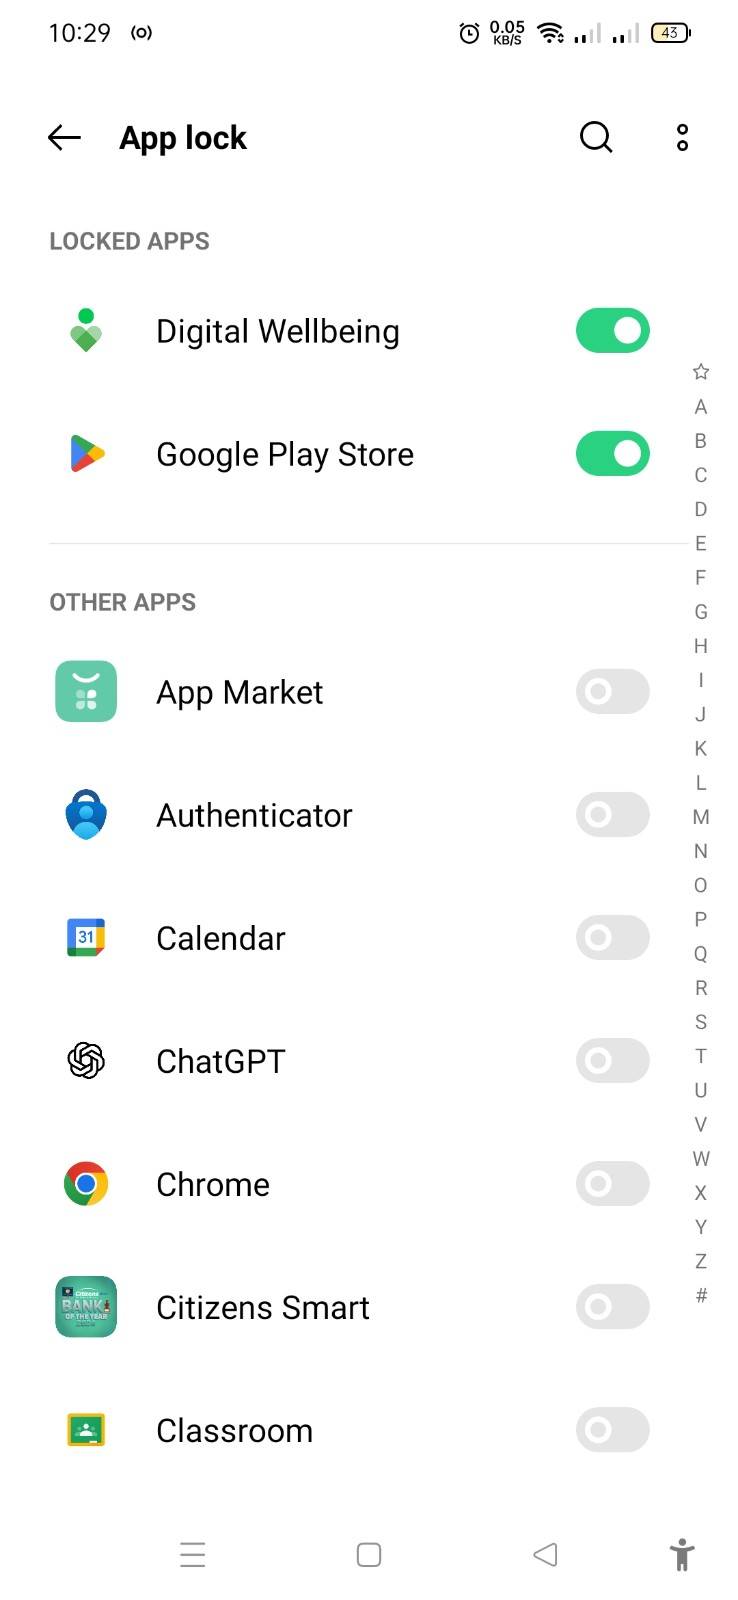 10:29
0.05
KB/S
43
App lock
LOCKED APPS
Digital Wellbeing
Google Play Store
OTHER APPS
App Market
Authenticator
31
Calendar
ChatGPT
Chrome
Citizens
BANK
OF THE YEAR
Citizens Smart
Classroom
A
B
C
D
E
F
G
H
I
J
K
L
M
N
O
P
Q
R
S
T
U
V
W
X
Y
Z
#